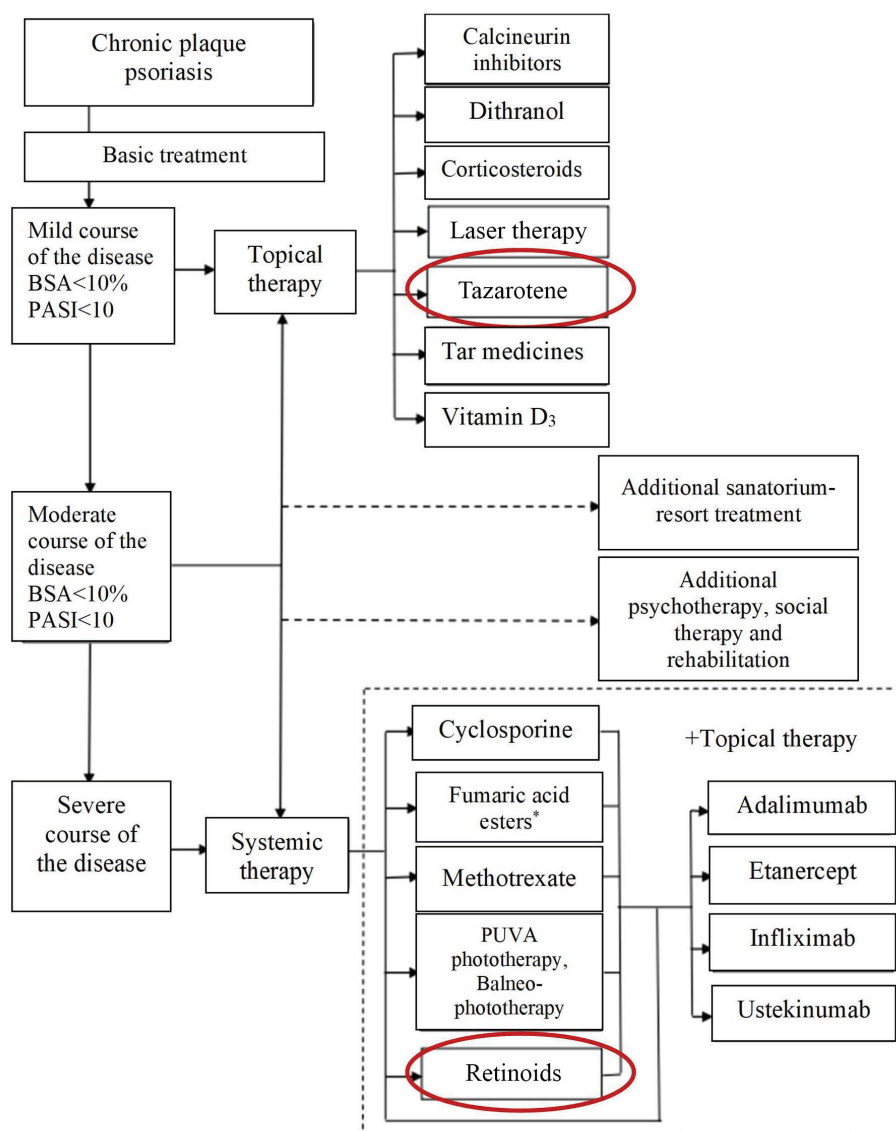 Chronic plaque
psoriasis
Basic treatment
Mild course
of the disease
BSA<10%
PASI<10
Topical
therapy
Calcineurin
inhibitors
Dithranol
Corticosteroids
Laser therapy
Tazarotene
Tar medicines
Vitamin D₃
Moderate
course of the
disease
BSA<10%
PASI<10
Additional sanatorium-
resort treatment
Additional
psychotherapy, social
therapy and
rehabilitation
Severe
course of
the disease
Systemic
therapy
Cyclosporine
Fumaric acid
esters*
Methotrexate
PUVA
phototherapy,
Balneo-
phototherapy
Retinoids
+Topical therapy
Adalimumab
Etanercept
Infliximab
Ustekinumab